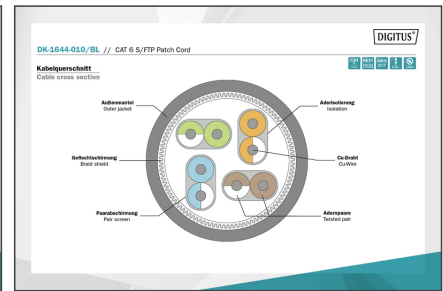 DIGITUS®
DK-1644-010/BL // CAT 6 S/FTP Patch Cord
Kabelquerschnitt
Cable cross section
Außenmantel
Outer jacket
Aderisolierung
Isolation
Geflechtschirmung
Braid shield
Cu-Draht
Cu-Wire
Paarabschirmung
Pair screen
Adernpaare
Twisted pair